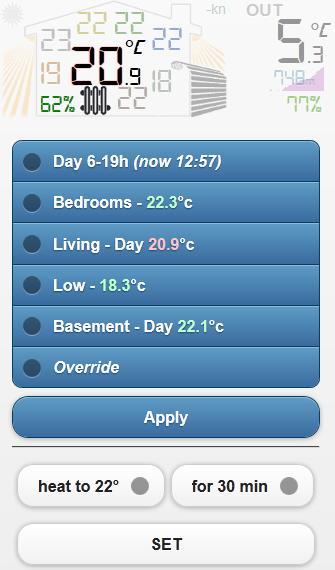 -kn OUT
22 22
23 22
20.9 °C 5.3 °C
19 18
748m
62% 22 77%
Day 6-19h (now 12:57)
Bedrooms - 22.3°c
Living - Day 20.9°c
Low - 18.3°c
Basement - Day 22.1°c
Override
Apply
heat to 22° for 30 min
SET